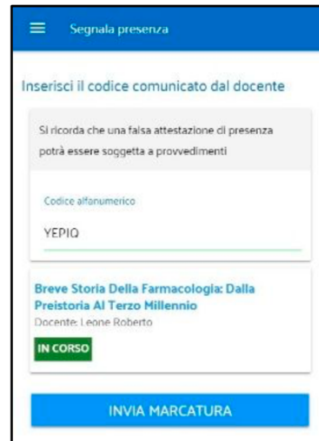 Segnala presenza
Inserisci il codice comunicato dal docente
Si ricorda che una falsa attestazione di presenza
potrà essere soggetta a provvedimenti
Codice alfanumerico
YEPIQ
Breve Storia Della Farmacologia: Dalla
Preistoria Al Terzo Millennio
Docente: Leone Roberto
IN CORSO
INVIA MARCATURA